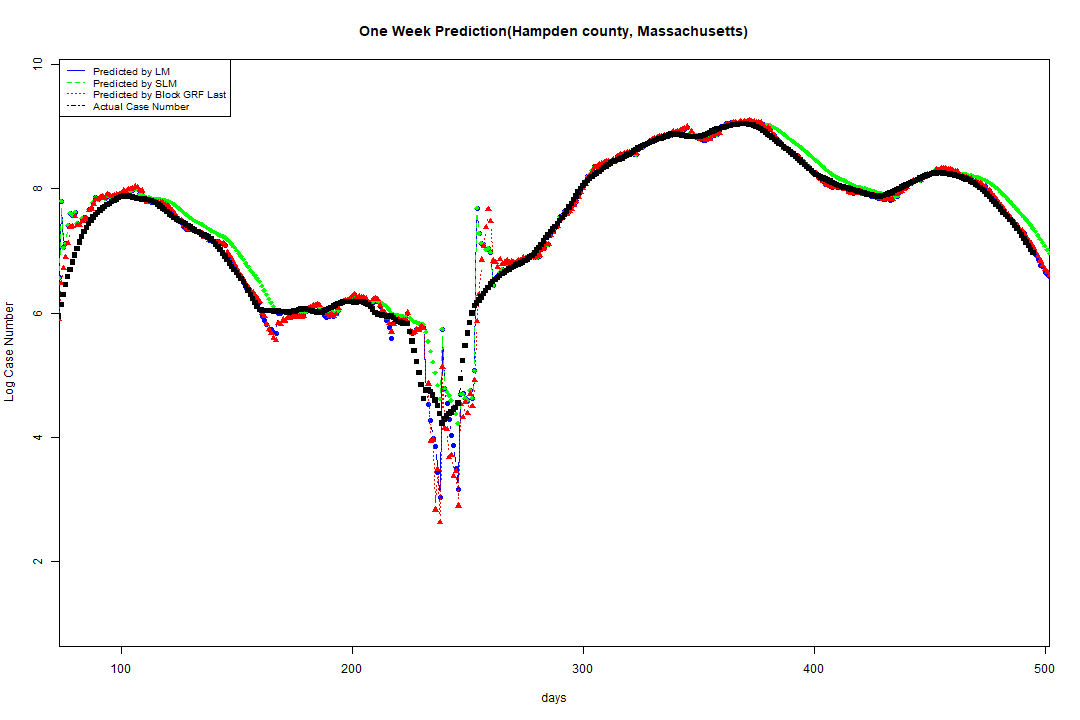 One Week Prediction(Hampden county, Massachusetts)
Predicted by LM
Predicted by SLM
Predicted by Block GRF Last
Actual Case Number
10
8
6
4
2
Log Case Number
100 200 300 400 500
days